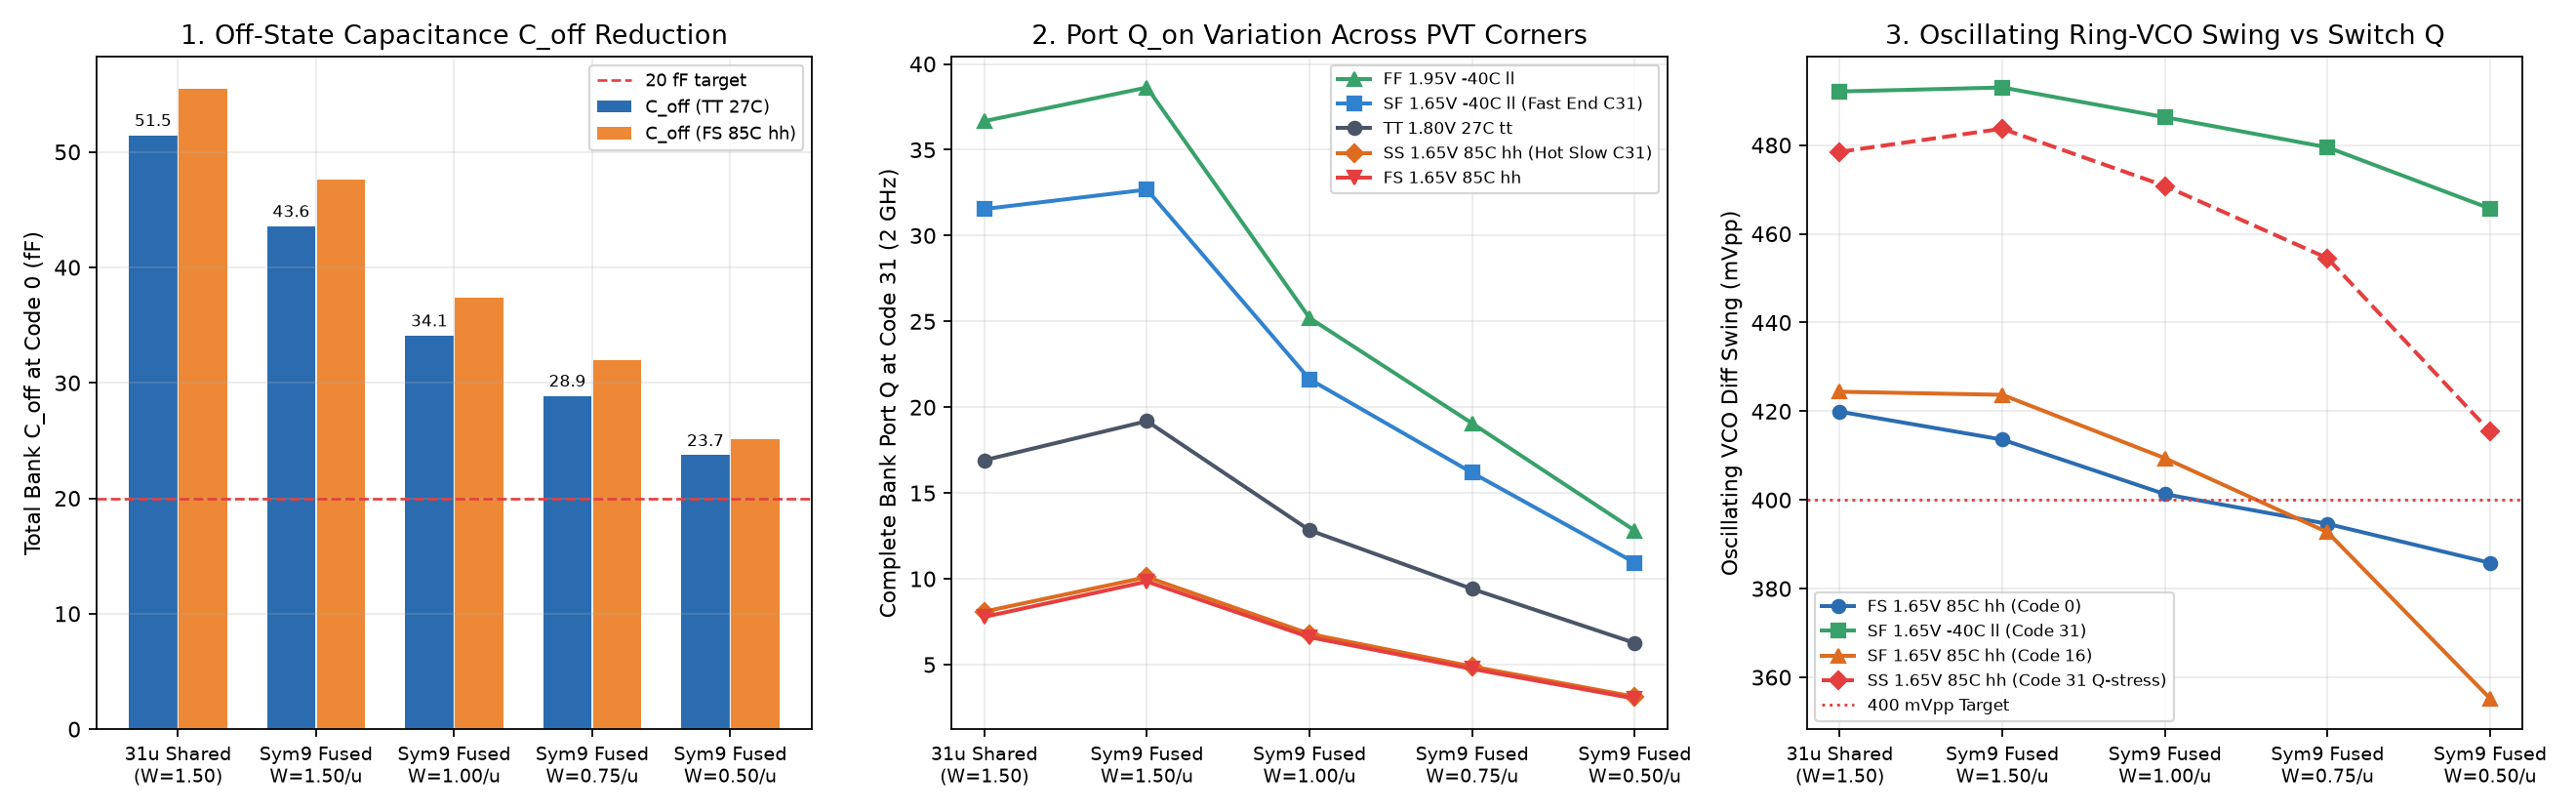 1. Off-State Capacitance C_off Reduction
Total Bank C_off at Code 0 (fF)
50
40
30
20
10
0
20 fF target
C_off (TT 27C)
C_off (FS 85C hh)
51.5
43.6
34.1
28.9
23.7
31u Shared
(W=1.50)
Sym9 Fused
W=1.50/u
Sym9 Fused
W=1.00/u
Sym9 Fused
W=0.75/u
Sym9 Fused
W=0.50/u
2. Port Q_on Variation Across PVT Corners
Complete Bank Port Q at Code 31 (2 GHz)
40
35
30
25
20
15
10
5
FF 1.95V -40C ll
SF 1.65V -40C ll (Fast End C31)
TT 1.80V 27C tt
SS 1.65V 85C hh (Hot Slow C31)
FS 1.65V 85C hh
31u Shared
(W=1.50)
Sym9 Fused
W=1.50/u
Sym9 Fused
W=1.00/u
Sym9 Fused
W=0.75/u
Sym9 Fused
W=0.50/u
3. Oscillating Ring-VCO Swing vs Switch Q
Oscillating VCO Diff Swing (mVpp)
480
460
440
420
400
380
360
FS 1.65V 85C hh (Code 0)
SF 1.65V -40C ll (Code 31)
SF 1.65V 85C hh (Code 16)
SS 1.65V 85C hh (Code 31 Q-stress)
400 mVpp Target
31u Shared
(W=1.50)
Sym9 Fused
W=1.50/u
Sym9 Fused
W=1.00/u
Sym9 Fused
W=0.75/u
Sym9 Fused
W=0.50/u